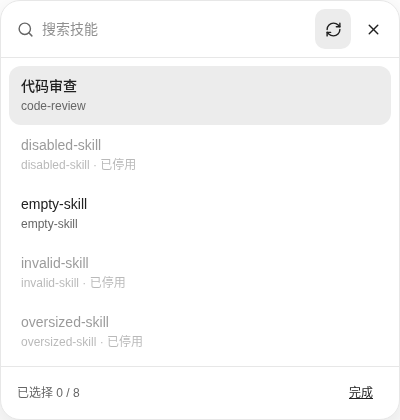 搜索技能
代码审查
code-review
disabled-skill
disabled-skill · 已停用
empty-skill
empty-skill
invalid-skill
invalid-skill · 已停用
oversized-skill
oversized-skill · 已停用
已选择 0 / 8
完成